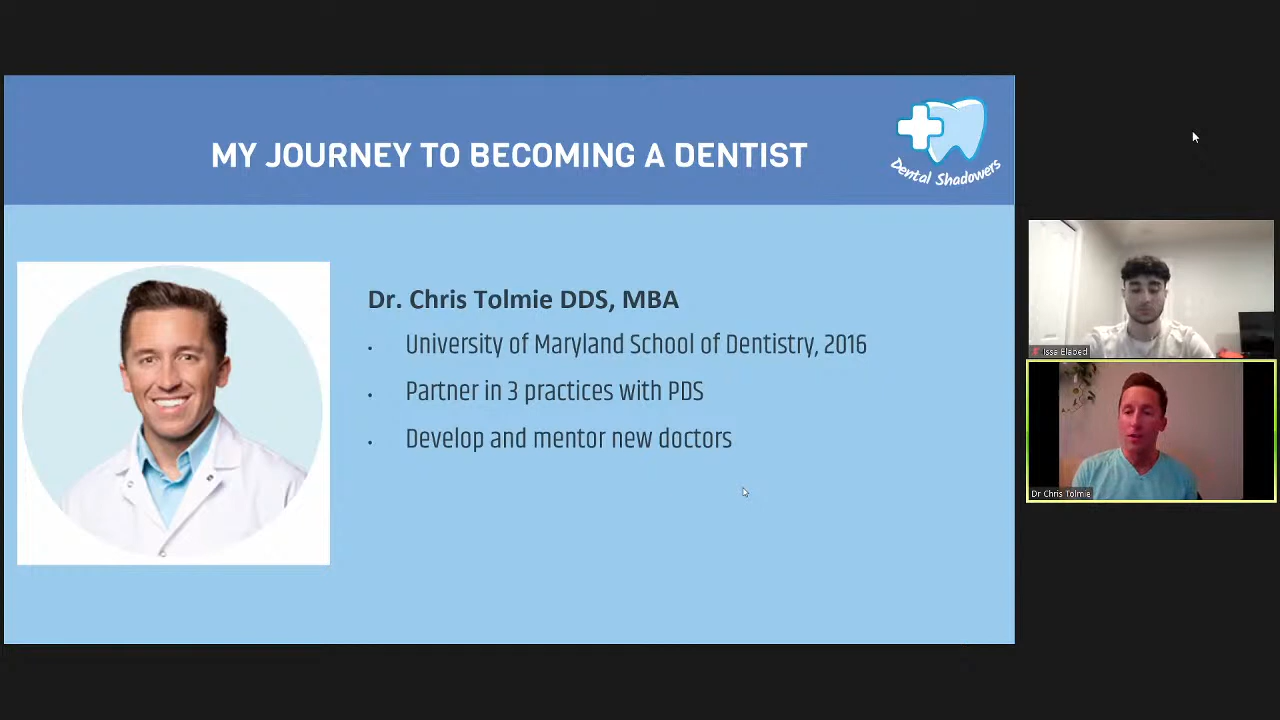 MY JOURNEY TO BECOMING A DENTIST
Dental Shadowers
Dr. Chris Tolmie DDS, MBA
• University of Maryland School of Dentistry, 2016
• Partner in 3 practices with PDS
• Develop and mentor new doctors
Issa Elabed
Dr Chris Tolmie